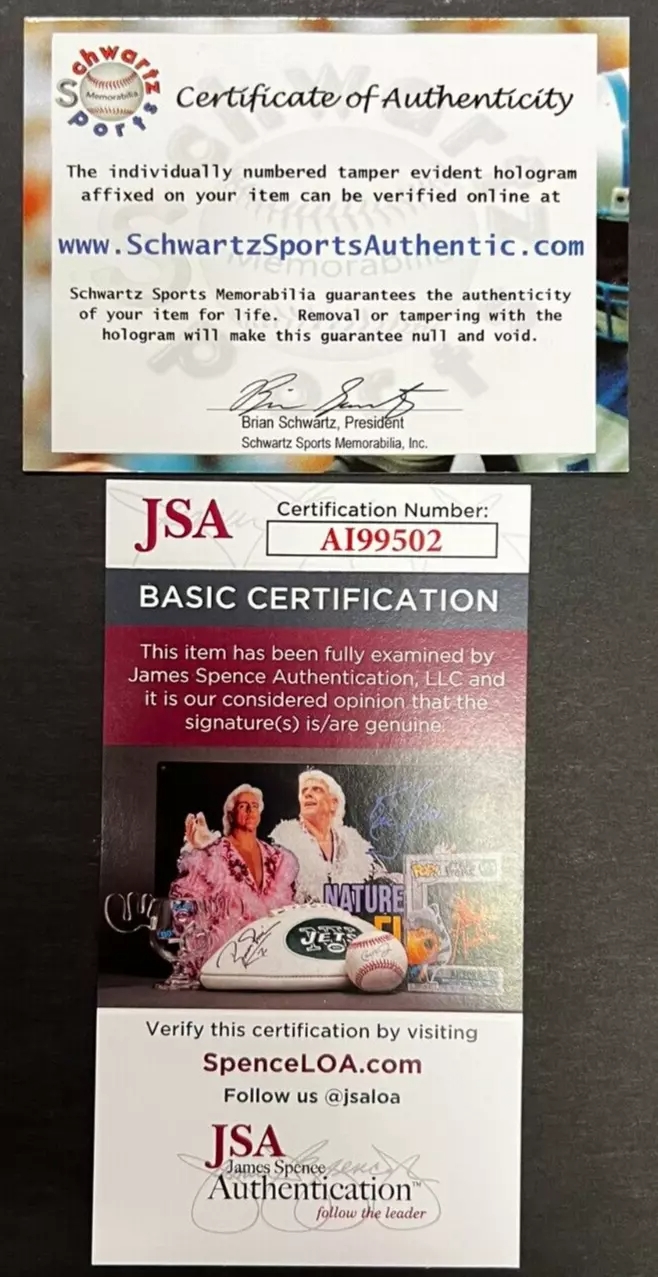 Schwartz
Sports
Memorabilia
Certificate of Authenticity
The individually numbered tamper evident hologram
affixed on your item can be verified online at
www.SchwartzSportsAuthentic.com
Schwartz Sports Memorabilia guarantees the authenticity
of your item for life. Removal or tampering with the
hologram will make this guarantee null and void.
Brian Schwartz, President
Schwartz Sports Memorabilia, Inc.
JSA
Certification Number:
AI99502
BASIC CERTIFICATION
This item has been fully examined by
James Spence Authentication, LLC and
it is our considered opinion that the
signature(s) is/are genuine.
NATURE
JETS
Verify this certification by visiting
SpenceLOA.com
Follow us @jsaloa
JSA
James Spence
Authentication™
follow the leader